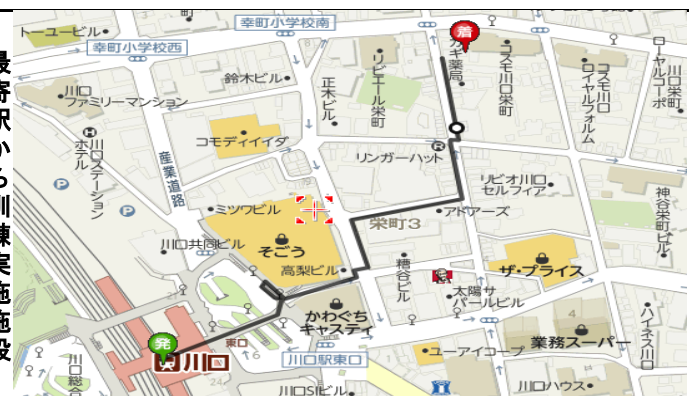 最寄駅から訓練実施施設
トーユービル
幸町小学校南
着
幸町小学校西
カギ薬局
コスモ川口栄町
コスモ川口ロイヤルフォルム
川口栄町
ローヤルコーポ
川口
ファミリーマンション
鈴木ビル
正木ビル
リビエール栄町
H
川口ステーションホテル
コモディイイダ
産業道路
R
リンガーハット
P
P
リビオ川口
セルフィア
ミツワビル
栄町3
アドアーズ
神谷栄町ビル
川口共同ビル
そごう
高梨ビル
糟谷ビル
ザ・プライス
KFC
太陽サ
パールビル
かわぐち
キャスティ
発
東口
川口
6
川口駅東口
ユーアイコープ
4
業務スーパー
ハイネス川口
川口総合
川口SIビル
川口ハウス